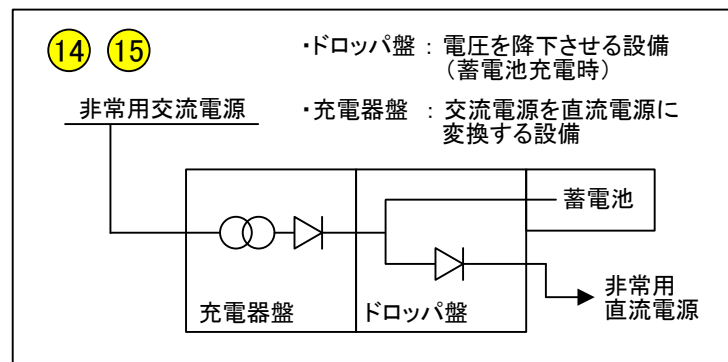 14 15
・ドロッパ盤 : 電圧を降下させる設備
(蓄電池充電時)
非常用交流電源
・充電器盤 : 交流電源を直流電源に
変換する設備
蓄電池
非常用
直流電源
充電器盤
ドロッパ盤